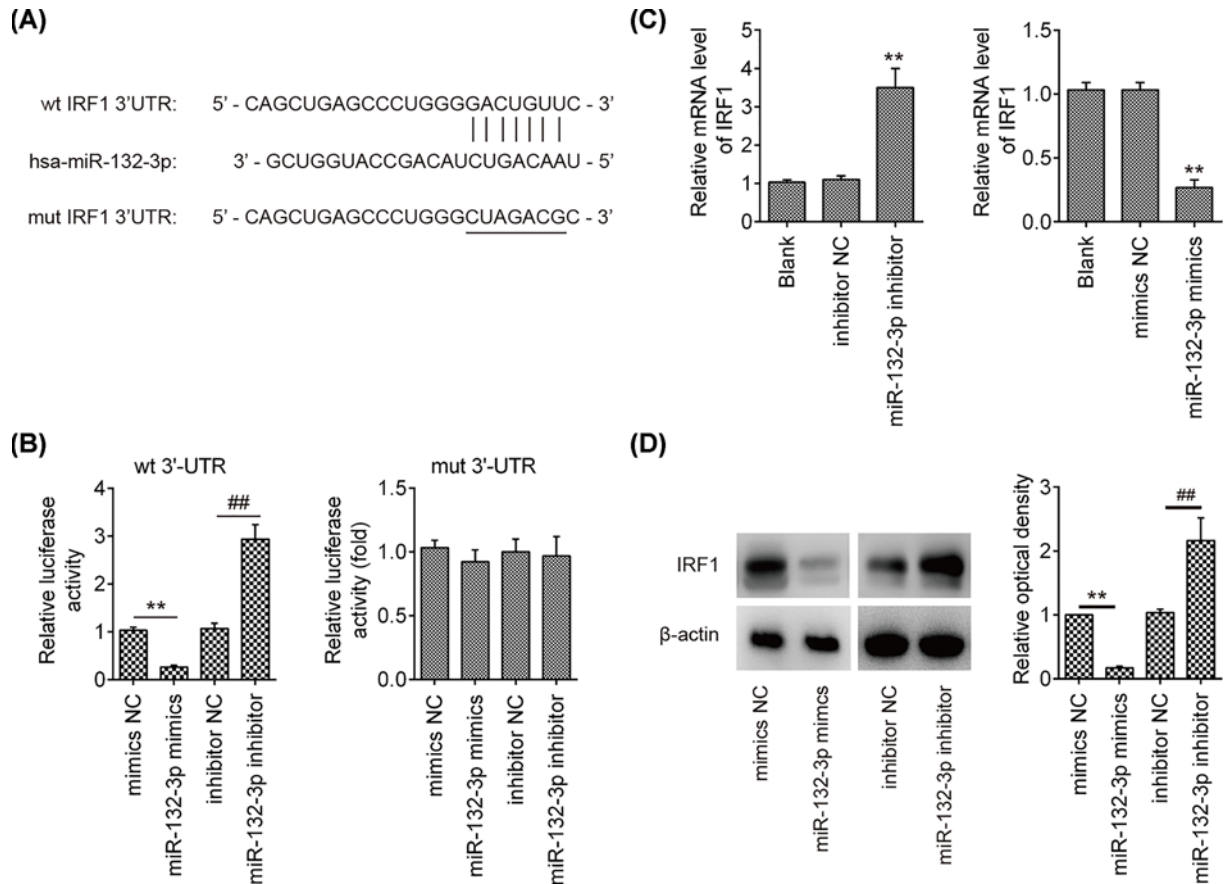 (A)
wt IRF1 3'UTR: 5' - CAGCUGAGCCCUGGGGACUGUUC - 3'
hsa-miR-132-3p: 3' - GCUGGUACCGACAUCUGACAAU - 5'
mut IRF1 3'UTR: 5' - CAGCUGAGCCCUGGGCUAGACGC - 3'
(B)
wt 3'-UTR
Relative luciferase
activity
4
3
2
1
0
**
##
mimics NC
miR-132-3p mimics
inhibitor NC
miR-132-3p inhibitor
mut 3'-UTR
Relative luciferase
activity (fold)
1.5
1.0
0.5
0.0
mimics NC
miR-132-3p mimics
inhibitor NC
miR-132-3p inhibitor
(C)
Relative mRNA level
of IRF1
5
4
3
2
1
0
**
Blank
inhibitor NC
miR-132-3p inhibitor
Relative mRNA level
of IRF1
1.5
1.0
0.5
0.0
**
Blank
mimics NC
miR-132-3p mimics
(D)
IRF1
β-actin
mimics NC
miR-132-3p mimcs
inhibitor NC
miR-132-3p inhibitor
Relative optical density
3
2
1
0
**
##
mimics NC
miR-132-3p mimics
inhibitor NC
miR-132-3p inhibitor